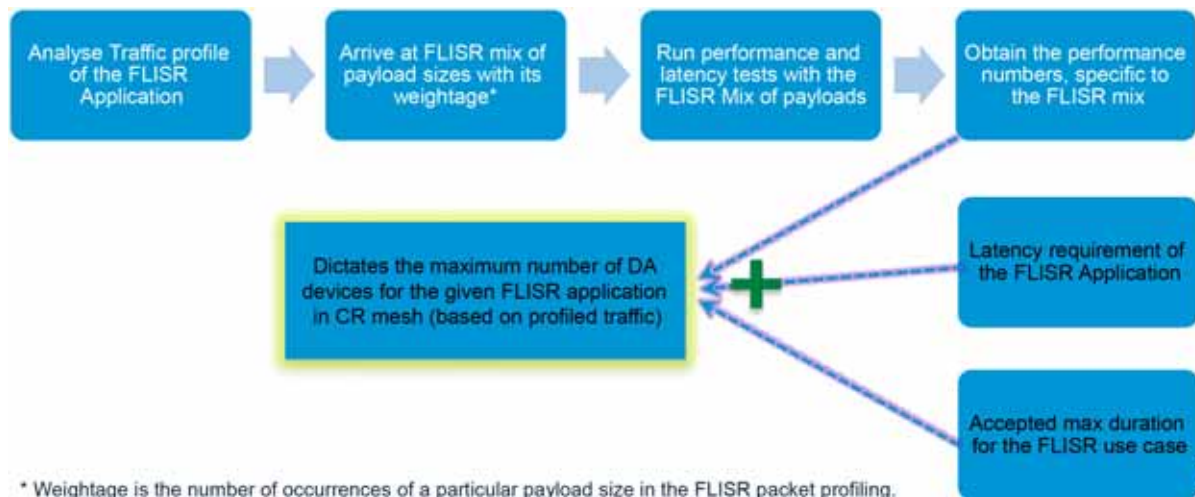 Analyse Traffic profile
of the FLISR
Application
Arrive at FLISR mix of
payload sizes with its
weightage*
Run performance and
latency tests with the
FLISR Mix of payloads
Obtain the performance
numbers, specific to
the FLISR mix
Dictates the maximum number of DA
devices for the given FLISR application
in CR mesh (based on profiled traffic)
Latency requirement of
the FLISR Application
Accepted max duration
for the FLISR use case
* Weightage is the number of occurrences of a particular payload size in the FLISR packet profiling.